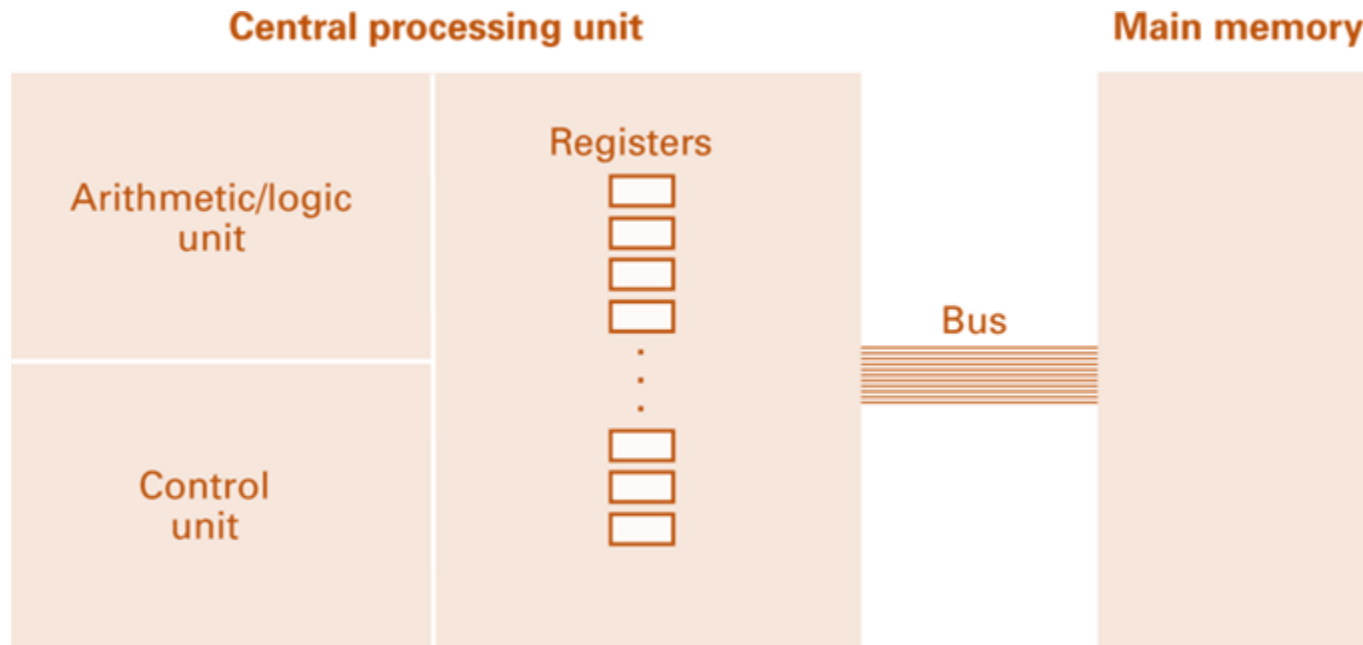 Central processing unit
Main memory
Registers
Arithmetic/logic
unit
Bus
Control
unit